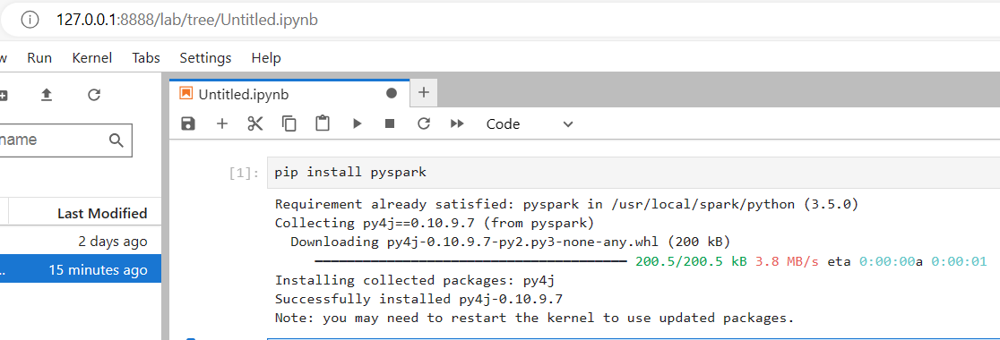 127.0.0.1:8888/lab/tree/Untitled.ipynb
Run Kernel Tabs Settings Help
Untitled.ipynb
Code
name
[1]: pip install pyspark
Requirement already satisfied: pyspark in /usr/local/spark/python (3.5.0)
Collecting py4j==0.10.9.7 (from pyspark)
Downloading py4j-0.10.9.7-py2.py3-none-any.whl (200 kB)
200.5/200.5 kB 3.8 MB/s eta 0:00:00a 0:00:01
Installing collected packages: py4j
Successfully installed py4j-0.10.9.7
Note: you may need to restart the kernel to use updated packages.
Last Modified
2 days ago
15 minutes ago